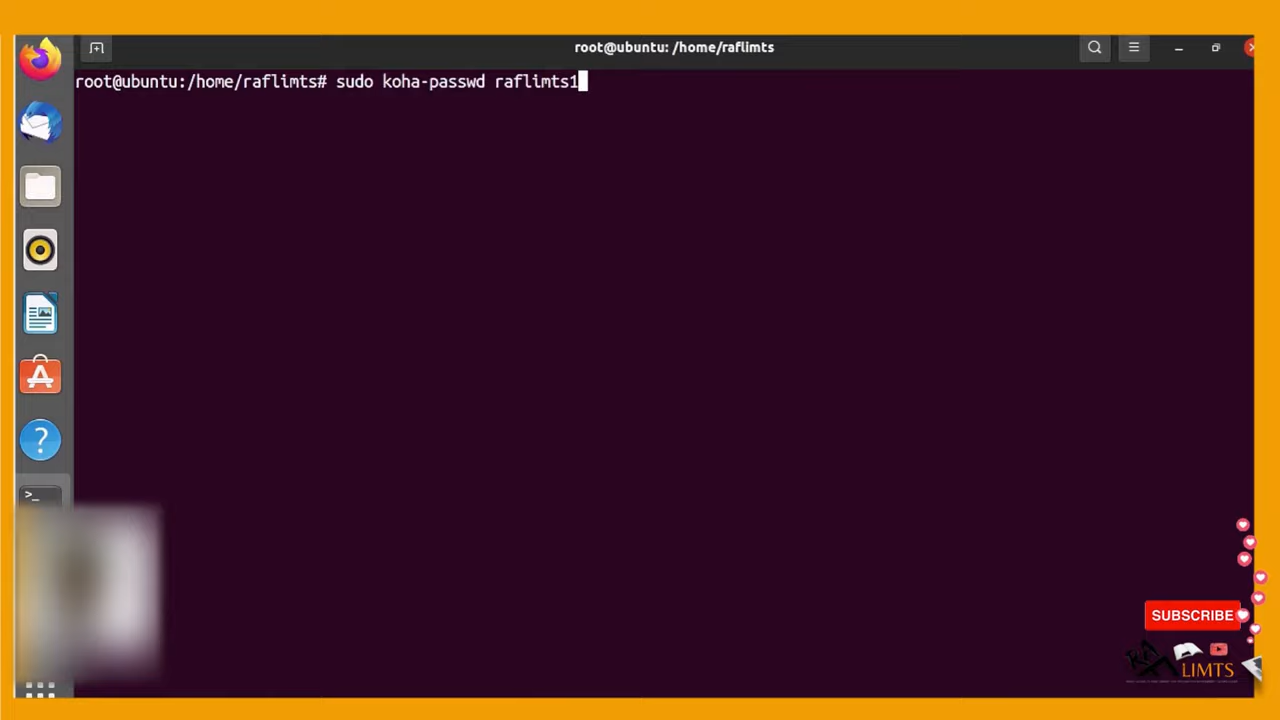 root@ubuntu: /home/raflimts
root@ubuntu:/home/raflimts# sudo koha-passwd raflimts1
>_
SUBSCRIBE
LIMTS